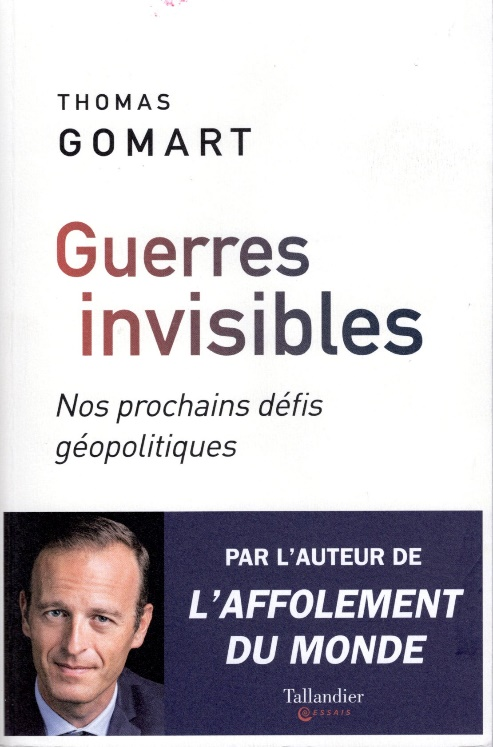 THOMAS
GOMART
Guerres
invisibles
Nos prochains défis
géopolitiques
PAR L'AUTEUR DE
L'AFFOLEMENT
DU MONDE
Tallandier
ESSAIS